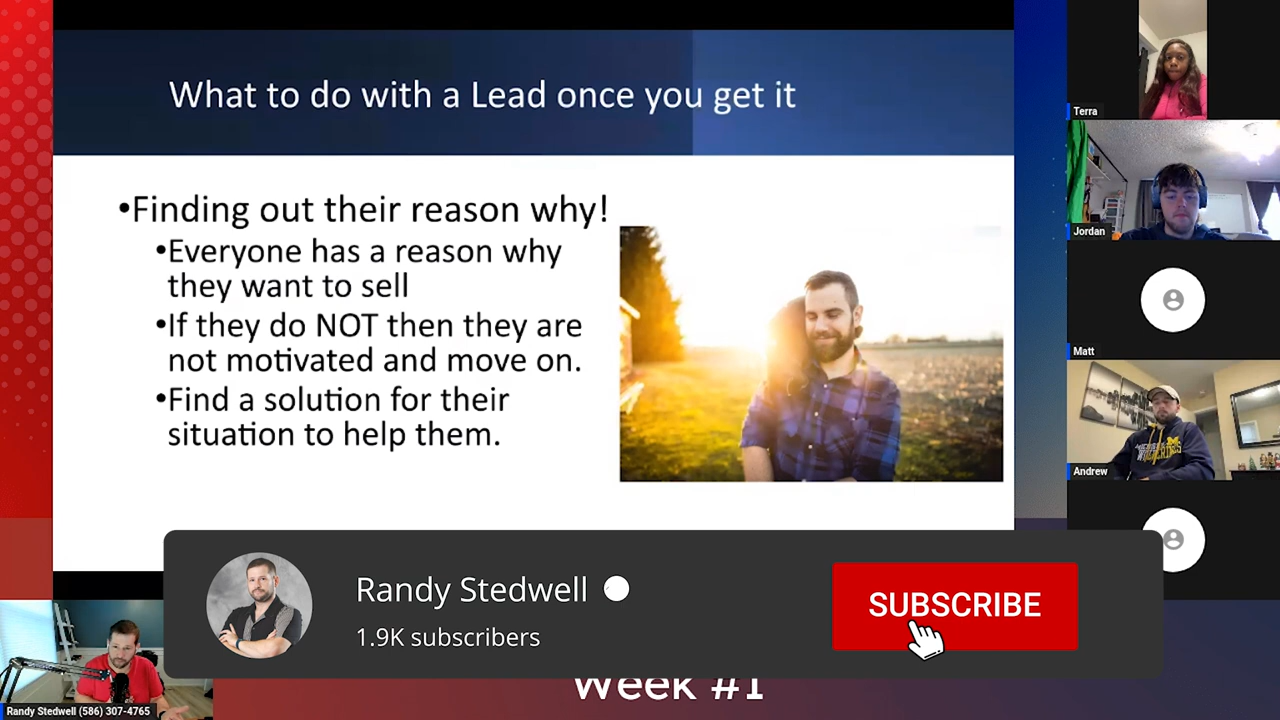 What to do with a Lead once you get it
•Finding out their reason why!
•Everyone has a reason why
they want to sell
•If they do NOT then they are
not motivated and move on.
•Find a solution for their
situation to help them.
Terra
Jordan
Matt
Andrew
Randy Stedwell
1.9K subscribers
SUBSCRIBE
Week #1
Randy Stedwell (586) 307-4765